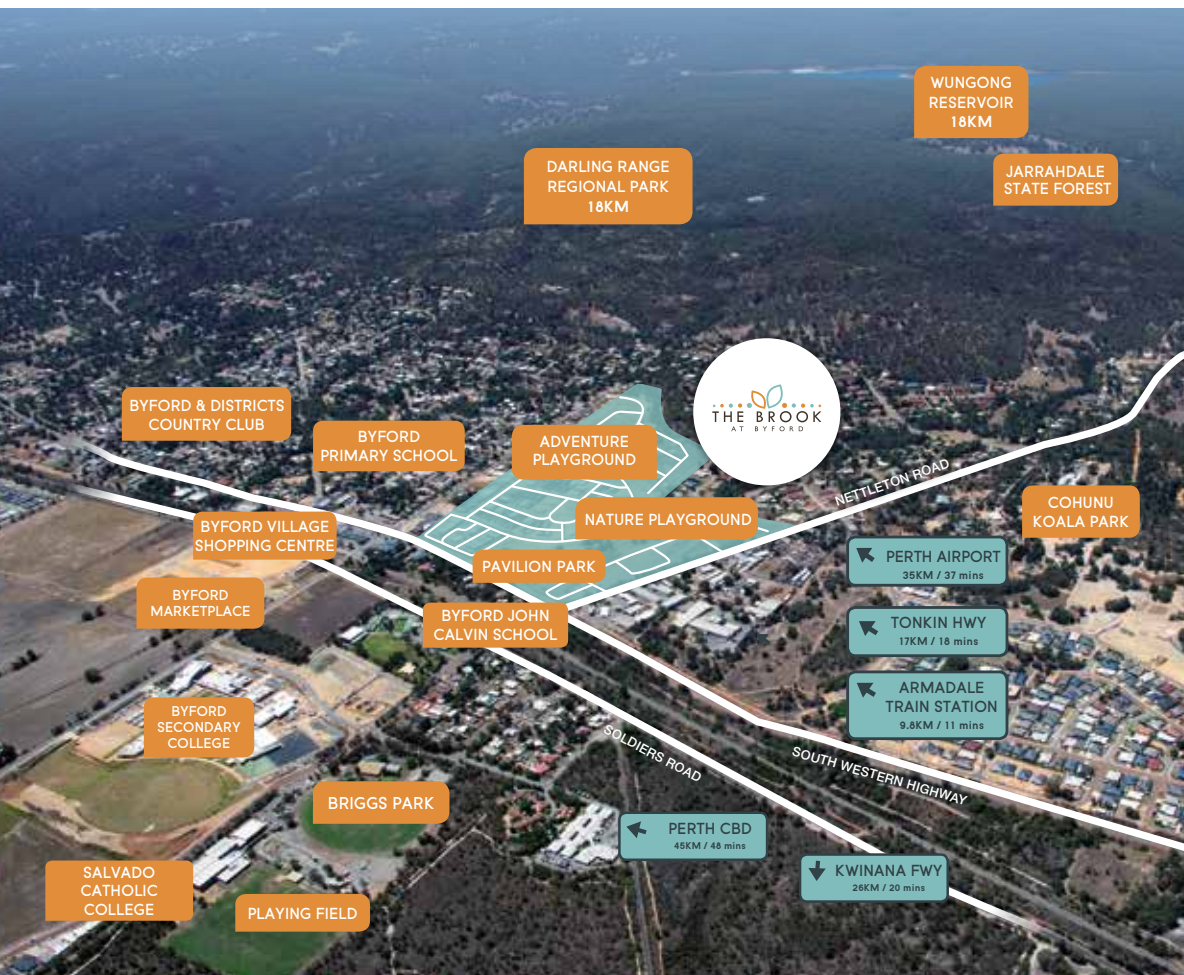 WUNGONG
RESERVOIR
18KM
JARRAHDALE
STATE FOREST
DARLING RANGE
REGIONAL PARK
18KM
THE BROOK
AT BYFORD
BYFORD & DISTRICTS
COUNTRY CLUB
BYFORD
PRIMARY SCHOOL
ADVENTURE
PLAYGROUND
NETTLETON ROAD
COHUNU
KOALA PARK
BYFORD VILLAGE
SHOPPING CENTRE
NATURE PLAYGROUND
PAVILION PARK
PERTH AIRPORT
35KM / 37 mins
BYFORD
MARKETPLACE
BYFORD JOHN
CALVIN SCHOOL
TONKIN HWY
17KM / 18 mins
ARMADALE
TRAIN STATION
9.8KM / 11 mins
BYFORD
SECONDARY
COLLEGE
SOLDIERS ROAD
SOUTH WESTERN HIGHWAY
BRIGGS PARK
PERTH CBD
45KM / 48 mins
KWINANA FWY
26KM / 20 mins
SALVADO
CATHOLIC
COLLEGE
PLAYING FIELD